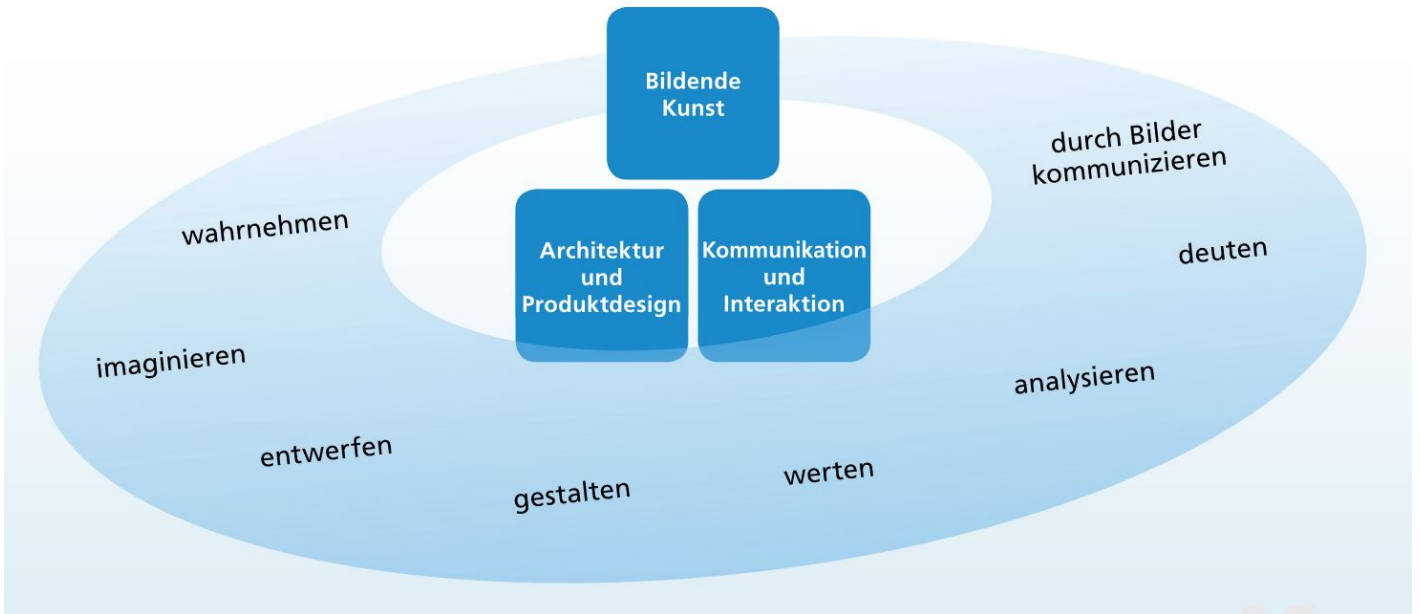 Bildende
Kunst
durch Bilder
kommunizieren
wahrnehmen
Architektur
und
Produktdesign
Kommunikation
und
Interaktion
deuten
imaginieren
analysieren
entwerfen
gestalten
werten